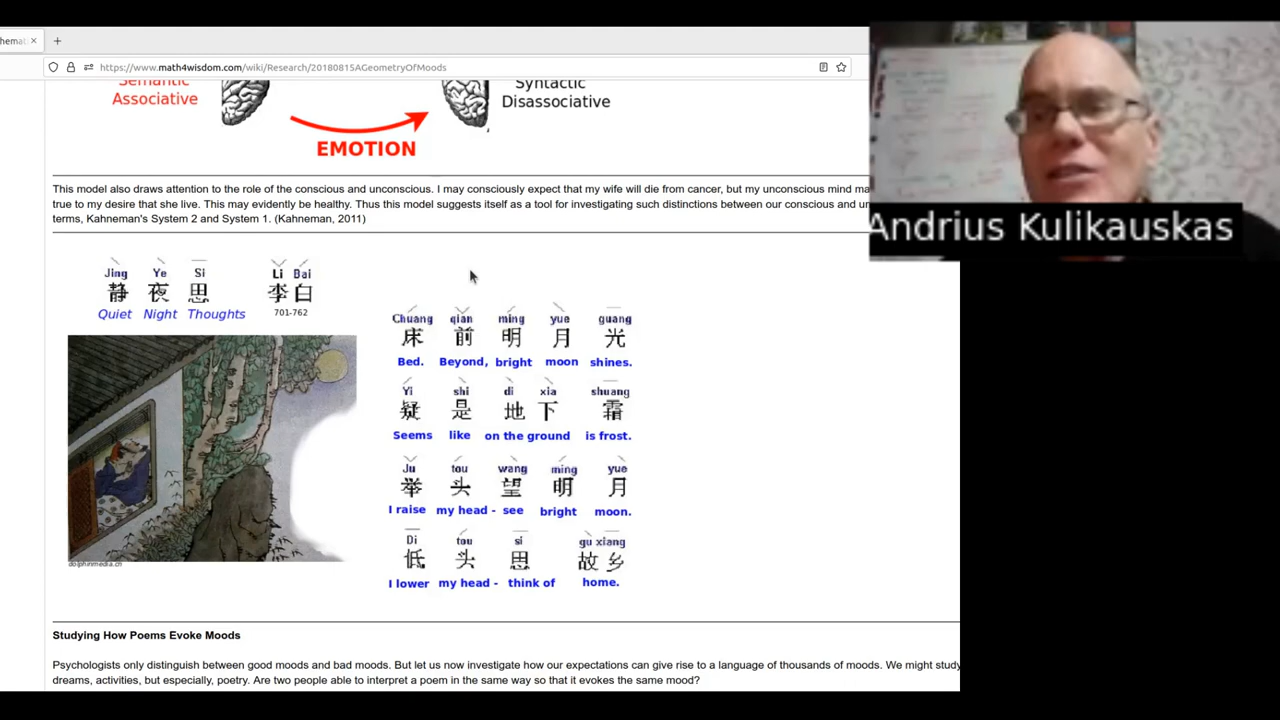 hemat
https://www.math4wisdom.com/wiki/Research/20180815AGeometryOfMoods
Semantic
Associative
Syntactic
Disassociative
EMOTION
This model also draws attention to the role of the conscious and unconscious. I may consciously expect that my wife will die from cancer, but my unconscious mind ma
true to my desire that she live. This may evidently be healthy. Thus this model suggests itself as a tool for investigating such distinctions between our conscious and un
terms, Kahneman's System 2 and System 1. (Kahneman, 2011)
Andrius Kulikauskas
Jing Ye Si Li Bai
静 夜 思 李 白
Quiet Night Thoughts 701-762
Chuang qian ming yue guang
床 前 明 月 光
Bed. Beyond, bright moon shines.
Yi shi di xia shuang
疑 是 地 下 霜
Seems like on the ground is frost.
Ju tou wang ming yue
举 头 望 明 月
I raise my head - see bright moon.
Di tou si gu xiang
低 头 思 故 乡
I lower my head - think of home.
dolphinmedia.cn
Studying How Poems Evoke Moods
Psychologists only distinguish between good moods and bad moods. But let us now investigate how our expectations can give rise to a language of thousands of moods. We might study
dreams, activities, but especially, poetry. Are two people able to interpret a poem in the same way so that it evokes the same mood?